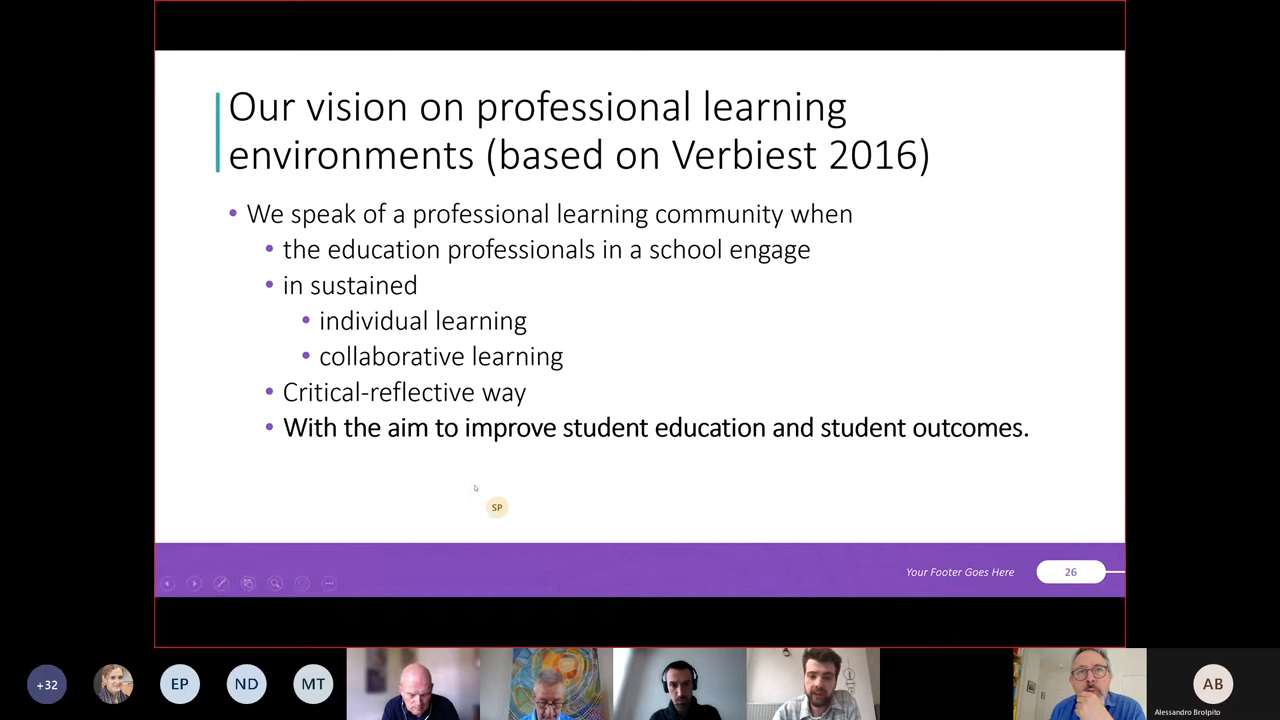 Our vision on professional learning
environments (based on Verbiest 2016)
• We speak of a professional learning community when
• the education professionals in a school engage
• in sustained
• individual learning
• collaborative learning
• Critical-reflective way
• With the aim to improve student education and student outcomes.
SP
Your Footer Goes Here
26
+32
EP
ND
MT
AB
Alessandro Brolpito